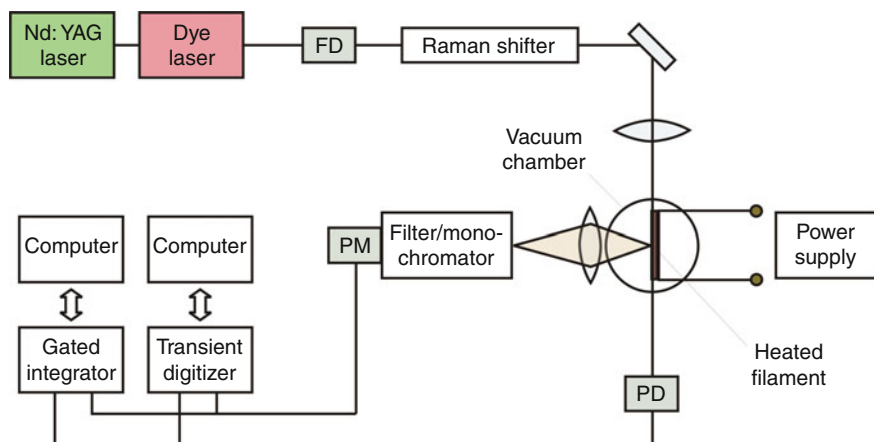 Nd: YAG
laser
Dye
laser
FD
Raman shifter
Vacuum
chamber
Computer
Computer
PM
Filter/mono-
chromator
Power
supply
Gated
integrator
Transient
digitizer
Heated
filament
PD